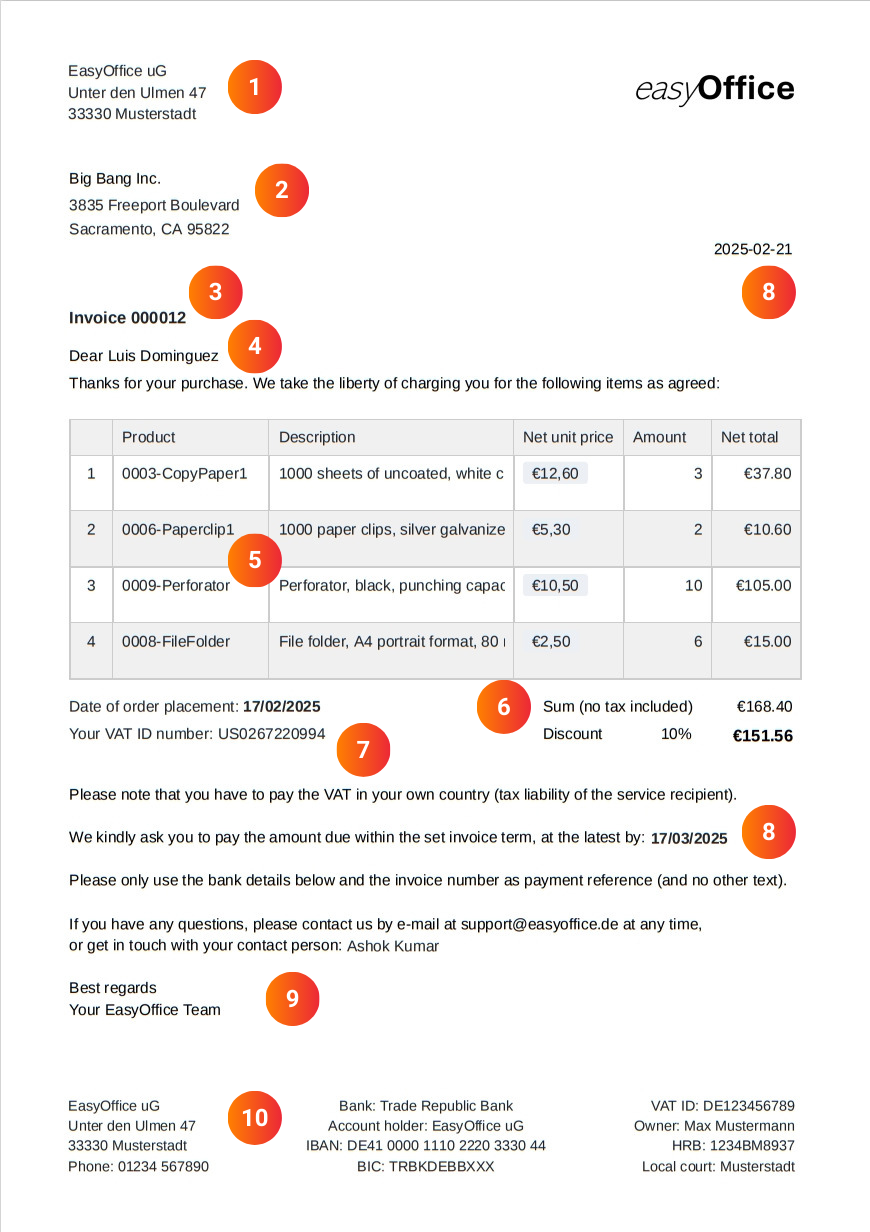 EasyOffice uG
Unter den Ulmen 47
33330 Musterstadt
1
easyOffice
Big Bang Inc.
3835 Freeport Boulevard
Sacramento, CA 95822
2
2025-02-21
3
8
Invoice 000012
4
Dear Luis Dominguez
Thanks for your purchase. We take the liberty of charging you for the following items as agreed:
Product Description Net unit price Amount Net total
1 0003-CopyPaper1 1000 sheets of uncoated, white c €12,60 3 €37.80
2 0006-Paperclip1 1000 paper clips, silver galvanize €5,30 2 €10.60
5
3 0009-Perforator Perforator, black, punching capac €10,50 10 €105.00
4 0008-FileFolder File folder, A4 portrait format, 80 €2,50 6 €15.00
Date of order placement: 17/02/2025
Your VAT ID number: US0267220994
6
Sum (no tax included) €168.40
Discount 10% €151.56
7
Please note that you have to pay the VAT in your own country (tax liability of the service recipient).
We kindly ask you to pay the amount due within the set invoice term, at the latest by: 17/03/2025
8
Please only use the bank details below and the invoice number as payment reference (and no other text).
If you have any questions, please contact us by e-mail at support@easyoffice.de at any time,
or get in touch with your contact person: Ashok Kumar
Best regards
Your EasyOffice Team
9
EasyOffice uG
Unter den Ulmen 47
33330 Musterstadt
Phone: 01234 567890
10
Bank: Trade Republic Bank
Account holder: EasyOffice uG
IBAN: DE41 0000 1110 2220 3330 44
BIC: TRBKDEBBXXX
VAT ID: DE123456789
Owner: Max Mustermann
HRB: 1234BM8937
Local court: Musterstadt